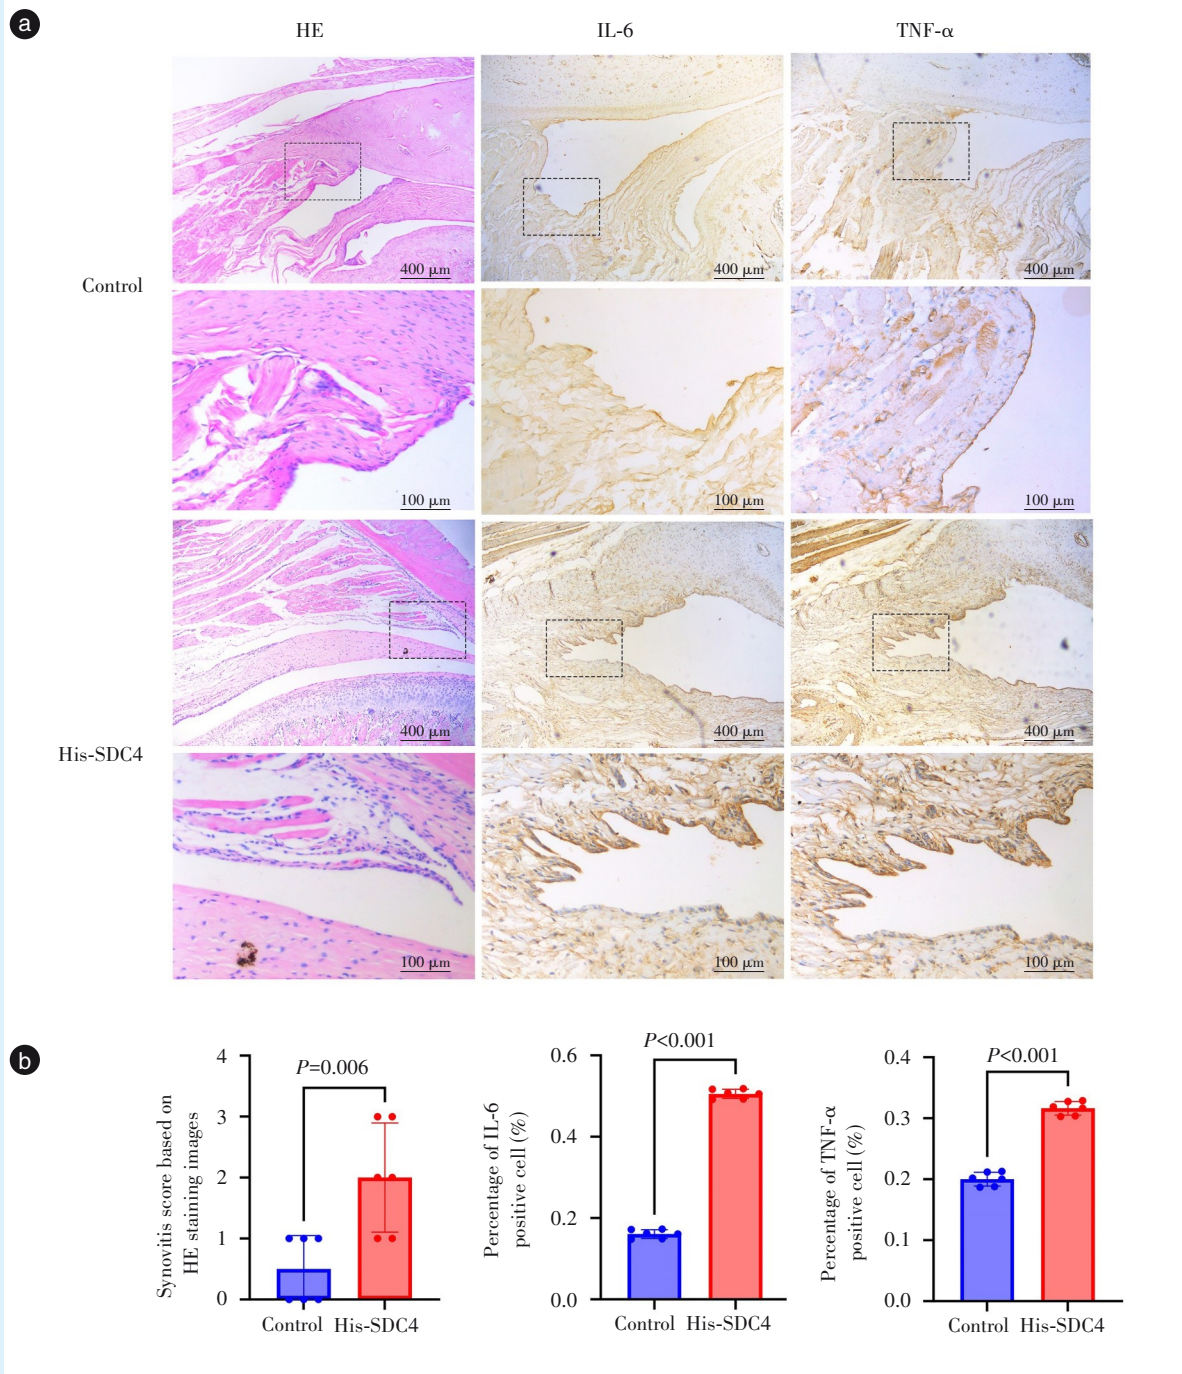 a
HE
IL-6
TNF-α
400 μm
400 μm
400 μm
Control
100 μm
100 μm
100 μm
400 μm
400 μm
400 μm
His-SDC4
100 μm
100 μm
100 μm
b
Synovitis score based on
HE staining images
4
3
2
1
0
P=0.006
Control His-SDC4
Percentage of IL-6
positive cell (%)
0.6
0.4
0.2
0.0
P<0.001
Control His-SDC4
Percentage of TNF-α
positive cell (%)
0.4
0.3
0.2
0.1
0.0
P<0.001
Control His-SDC4